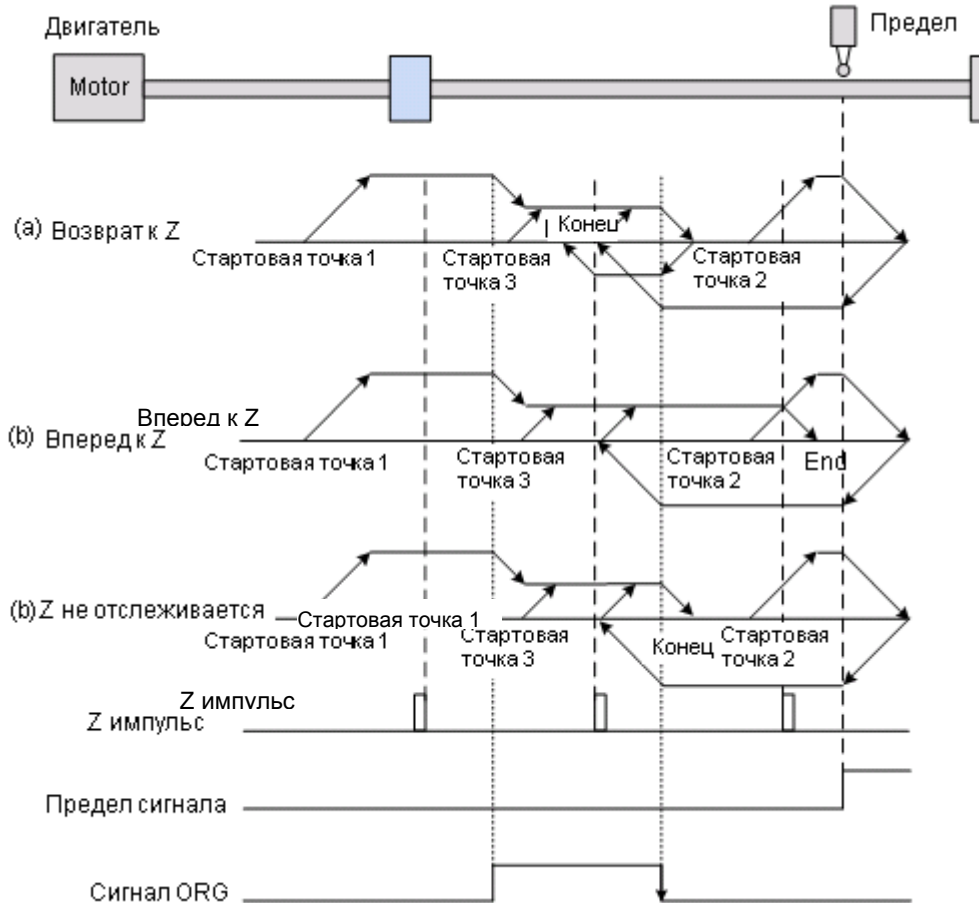 Двигатель
Предел
Motor
(a) Возврат к Z
Конец
Стартовая точка 1
Стартовая
точка 3
Стартовая
точка 2
Вперед к Z
(b) Вперед к Z
Стартовая точка 1
Стартовая
точка 3
Стартовая
точка 2
End
(b) Z не отслеживается
Стартовая точка 1
Стартовая точка 1
Стартовая
точка 3
Конец
Стартовая
точка 2
Z импульс
Z импульс
Предел сигнала
Сигнал ORG